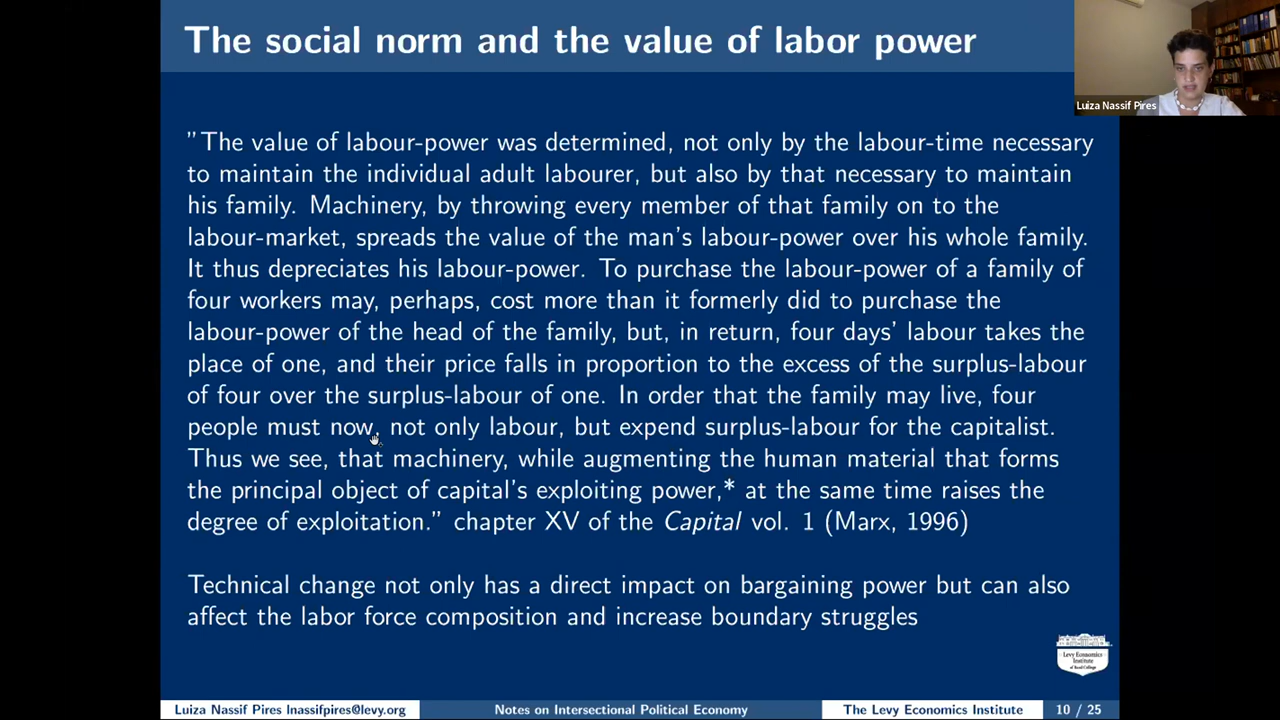 The social norm and the value of labor power
Luiza Nassif Pires
"The value of labour-power was determined, not only by the labour-time necessary
to maintain the individual adult labourer, but also by that necessary to maintain
his family. Machinery, by throwing every member of that family on to the
labour-market, spreads the value of the man's labour-power over his whole family.
It thus depreciates his labour-power. To purchase the labour-power of a family of
four workers may, perhaps, cost more than it formerly did to purchase the
labour-power of the head of the family, but, in return, four days' labour takes the
place of one, and their price falls in proportion to the excess of the surplus-labour
of four over the surplus-labour of one. In order that the family may live, four
people must now, not only labour, but expend surplus-labour for the capitalist.
Thus we see, that machinery, while augmenting the human material that forms
the principal object of capital's exploiting power,* at the same time raises the
degree of exploitation." chapter XV of the Capital vol. 1 (Marx, 1996)
Technical change not only has a direct impact on bargaining power but can also
affect the labor force composition and increase boundary struggles
Levy Economics
Institute
of Bard College
Luiza Nassif Pires lnassifpires@levy.org
Notes on Intersectional Political Economy
The Levy Economics Institute
10 / 25